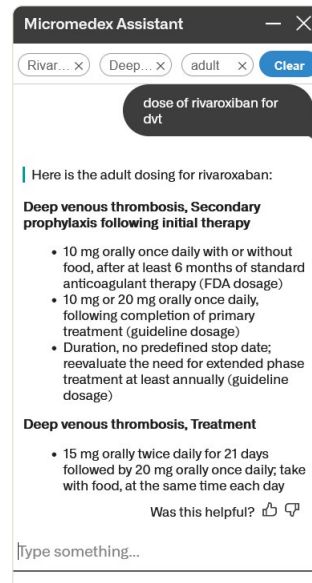 Micromedex Assistant
Rivar... × Deep... × adult × Clear
dose of rivaroxiban for
dvt
Here is the adult dosing for rivaroxaban:
Deep venous thrombosis, Secondary
prophylaxis following initial therapy
• 10 mg orally once daily with or without
food, after at least 6 months of standard
anticoagulant therapy (FDA dosage)
• 10 mg or 20 mg orally once daily,
following completion of primary
treatment (guideline dosage)
• Duration, no predefined stop date;
reevaluate the need for extended phase
treatment at least annually (guideline
dosage)
Deep venous thrombosis, Treatment
• 15 mg orally twice daily for 21 days
followed by 20 mg orally once daily; take
with food, at the same time each day
Was this helpful?
Type something...